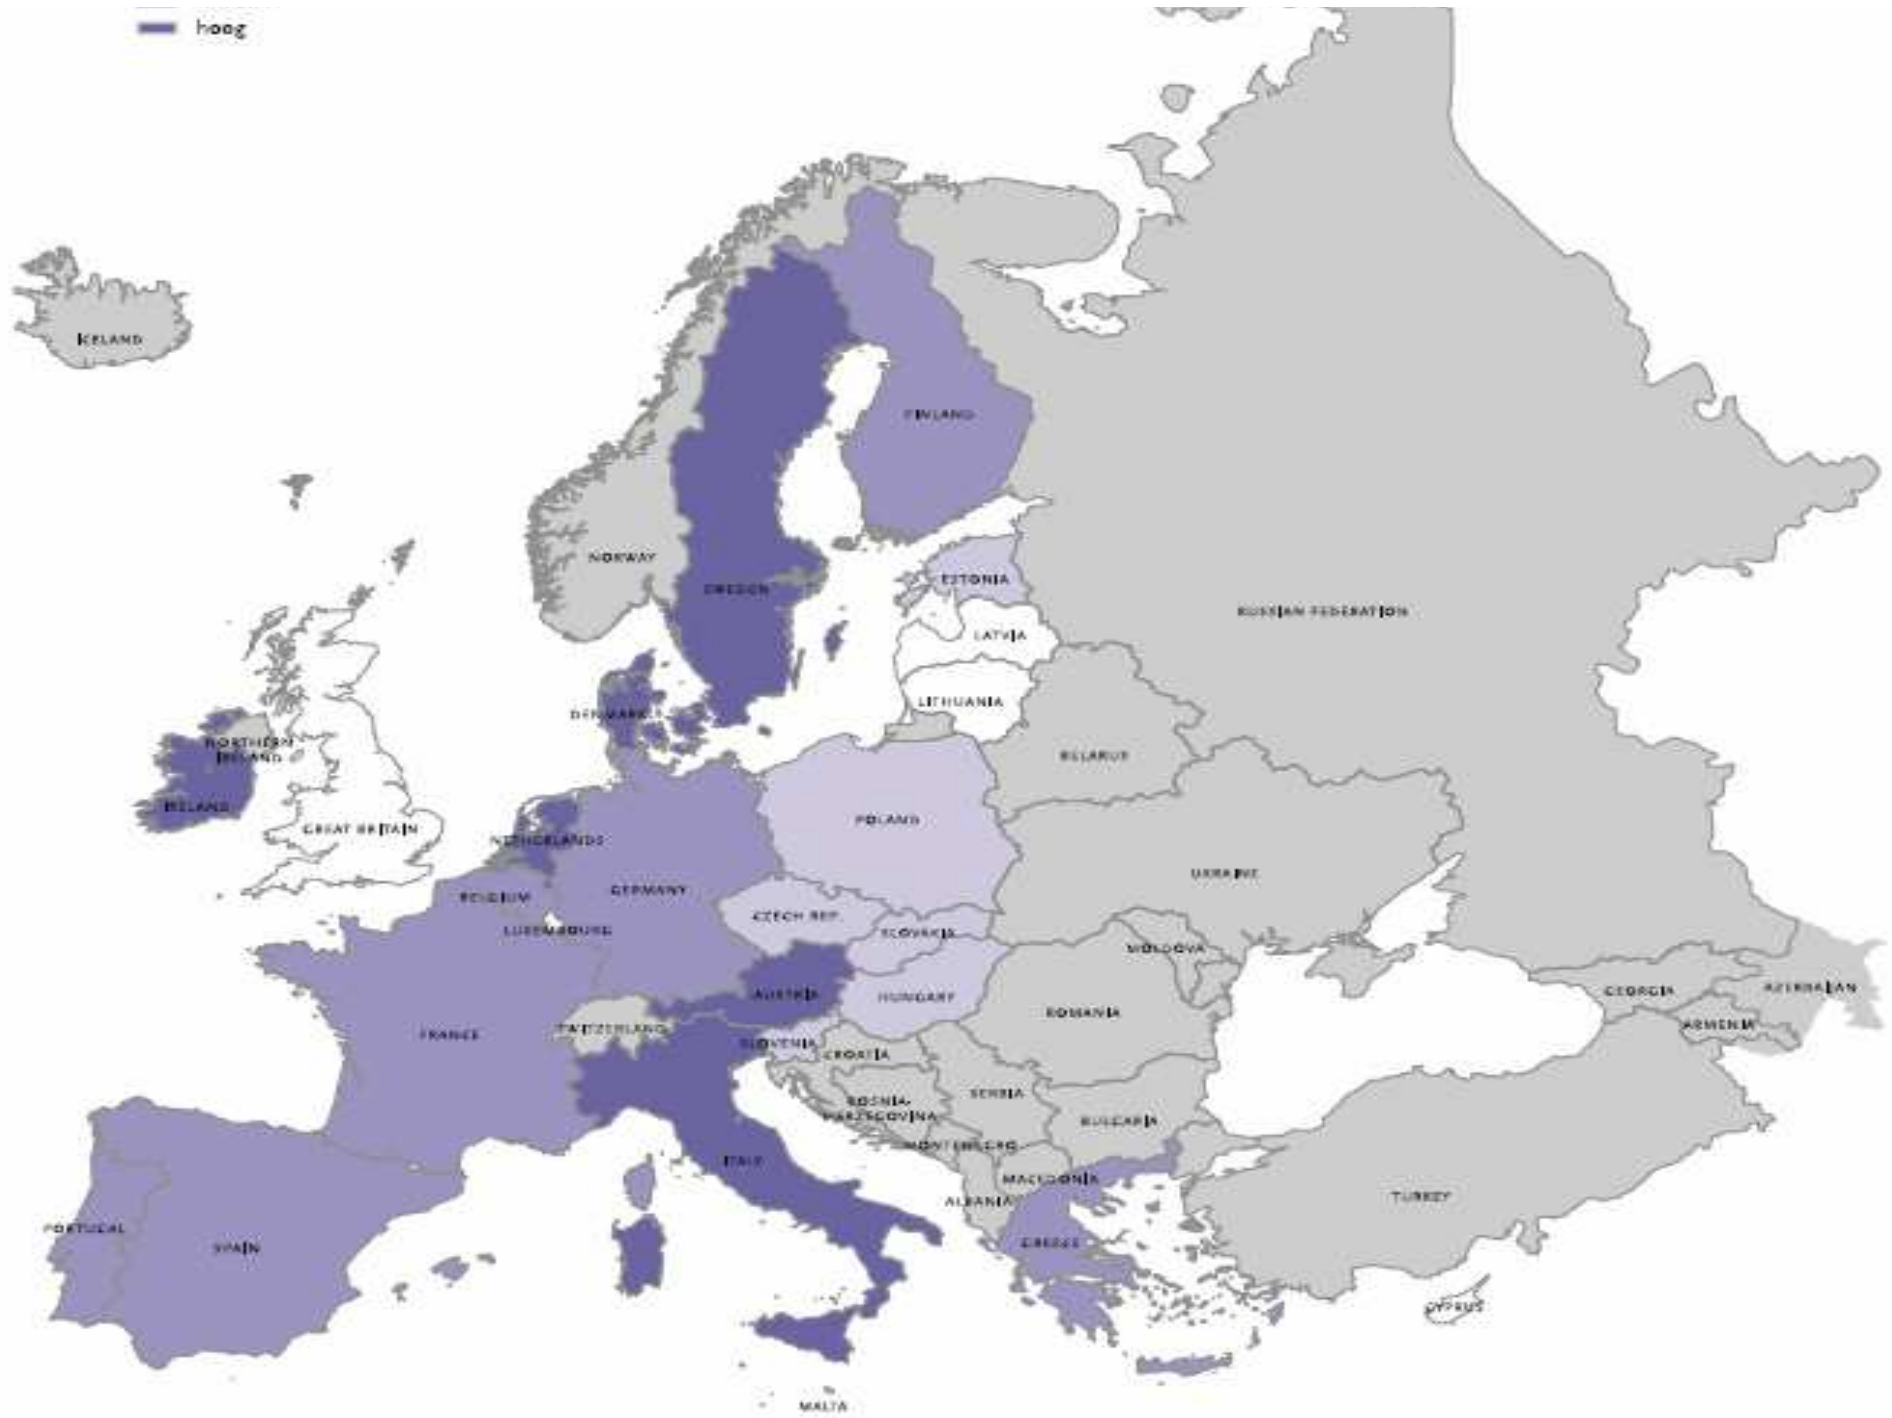 hoog
ICELAND
FINLAND
NORWAY
SWEDEN
ESTONIA
RUSSIAN FEDERATION
LATVIA
LITHUANIA
DENMARK
NORTHERN
IRELAND
IRELAND
BELARUS
GREAT BRITAIN
NETHERLANDS
POLAND
UKRAINE
BELGIUM
GERMANY
CZECH REP.
LUXEMBOURG
SLOVAKIA
MOLDOVA
AUSTRIA
HUNGARY
GEORGIA
AZERBAIJAN
ROMANIA
ARMENIA
FRANCE
SWITZERLAND
SLOVENIA
CROATIA
SERBIA
BOSNIA-
HARZEGOVINA
BULGARIA
MONTENEGRO
ITALY
MACEDONIA
ALBANIA
TURKEY
PORTUGAL
SPAIN
GREECE
CYPRUS
MALTA